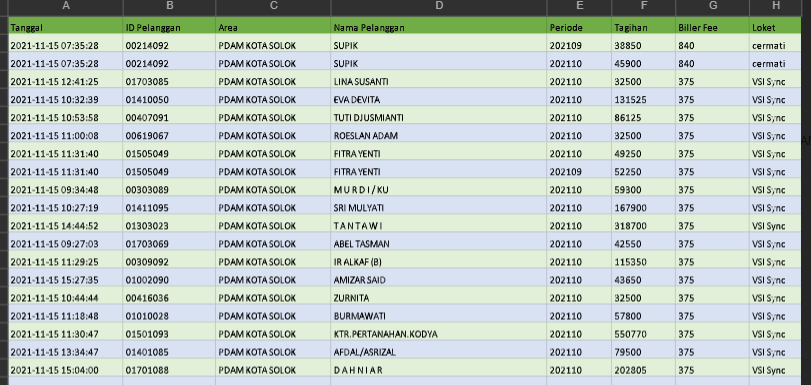 A B C D E F G H
Tanggal ID Pelanggan Area Nama Pelanggan Periode Tagihan Biller Fee Loket
2021-11-15 07:35:28 00214092 PDAM KOTA SOLOK SUPIK 202109 38850 840 cermati
2021-11-15 07:35:28 00214092 PDAM KOTA SOLOK SUPIK 202110 45900 840 cermati
2021-11-15 12:41:25 01703085 PDAM KOTA SOLOK LINA SUSANTI 202110 32500 375 VSI Sync
2021-11-15 10:32:39 01410050 PDAM KOTA SOLOK EVA DEVITA 202110 131525 375 VSI Sync
2021-11-15 10:53:58 00407091 PDAM KOTA SOLOK TUTI DJUSMIANTI 202110 86125 375 VSI Sync
2021-11-15 11:00:08 00619067 PDAM KOTA SOLOK ROESLAN ADAM 202110 32500 375 VSI Sync
2021-11-15 11:31:40 01505049 PDAM KOTA SOLOK FITRA YENTI 202110 49250 375 VSI Sync
2021-11-15 11:31:40 01505049 PDAM KOTA SOLOK FITRA YENTI 202109 52250 375 VSI Sync
2021-11-15 09:34:48 00303089 PDAM KOTA SOLOK M U R D I / KU 202110 59300 375 VSI Sync
2021-11-15 10:27:19 01411095 PDAM KOTA SOLOK SRI MULYATI 202110 167900 375 VSI Sync
2021-11-15 14:44:52 01303023 PDAM KOTA SOLOK T A N T A W I 202110 318700 375 VSI Sync
2021-11-15 09:27:03 01703069 PDAM KOTA SOLOK ABEL TASMAN 202110 42550 375 VSI Sync
2021-11-15 11:29:25 00309092 PDAM KOTA SOLOK IR ALKAF (B) 202110 115350 375 VSI Sync
2021-11-15 15:27:35 01002090 PDAM KOTA SOLOK AMIZAR SAID 202110 43650 375 VSI Sync
2021-11-15 10:44:44 00416036 PDAM KOTA SOLOK ZURNITA 202110 32500 375 VSI Sync
2021-11-15 11:18:48 01010028 PDAM KOTA SOLOK BURMAWATI 202110 57800 375 VSI Sync
2021-11-15 11:30:47 01501093 PDAM KOTA SOLOK KTR.PERTANAHAN.KODYA 202110 550770 375 VSI Sync
2021-11-15 13:34:47 01401085 PDAM KOTA SOLOK AFDAL/ASRIZAL 202110 79500 375 VSI Sync
2021-11-15 15:04:00 01701088 PDAM KOTA SOLOK D A H N I A R 202110 202805 375 VSI Sync